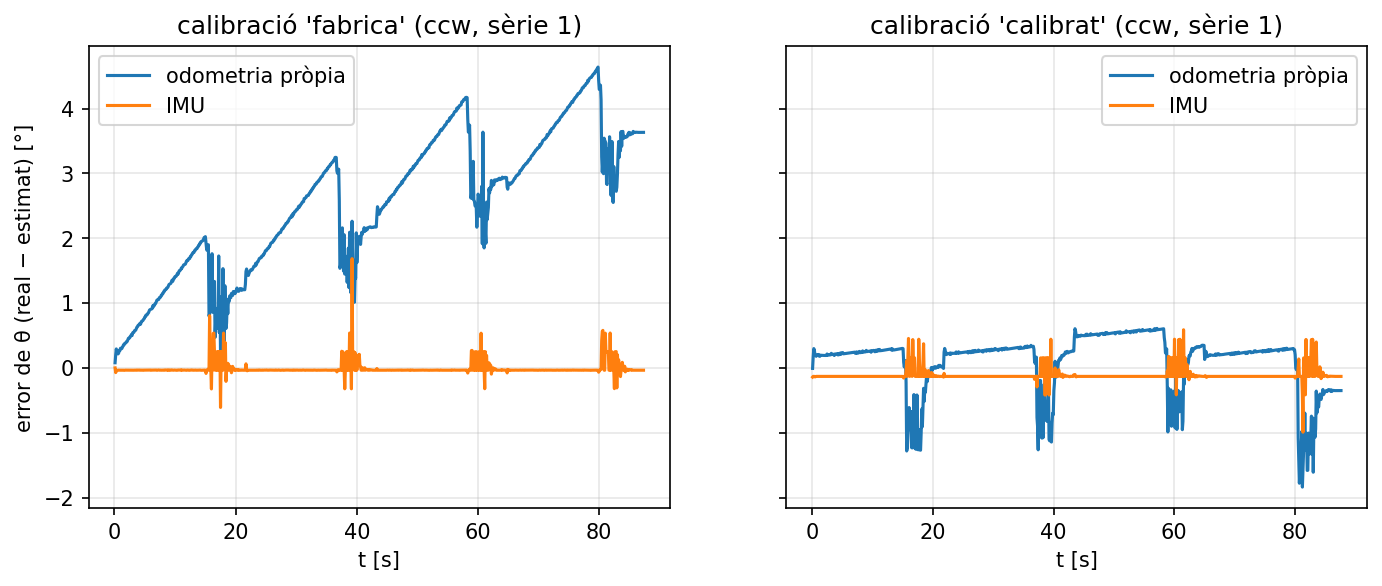 calibració 'fabrica' (ccw, sèrie 1)
odometria pròpia
IMU
error de θ (real − estimat) [°]
4
3
2
1
0
−1
−2
0 20 40 60 80
t [s]
calibració 'calibrat' (ccw, sèrie 1)
odometria pròpia
IMU
0 20 40 60 80
t [s]